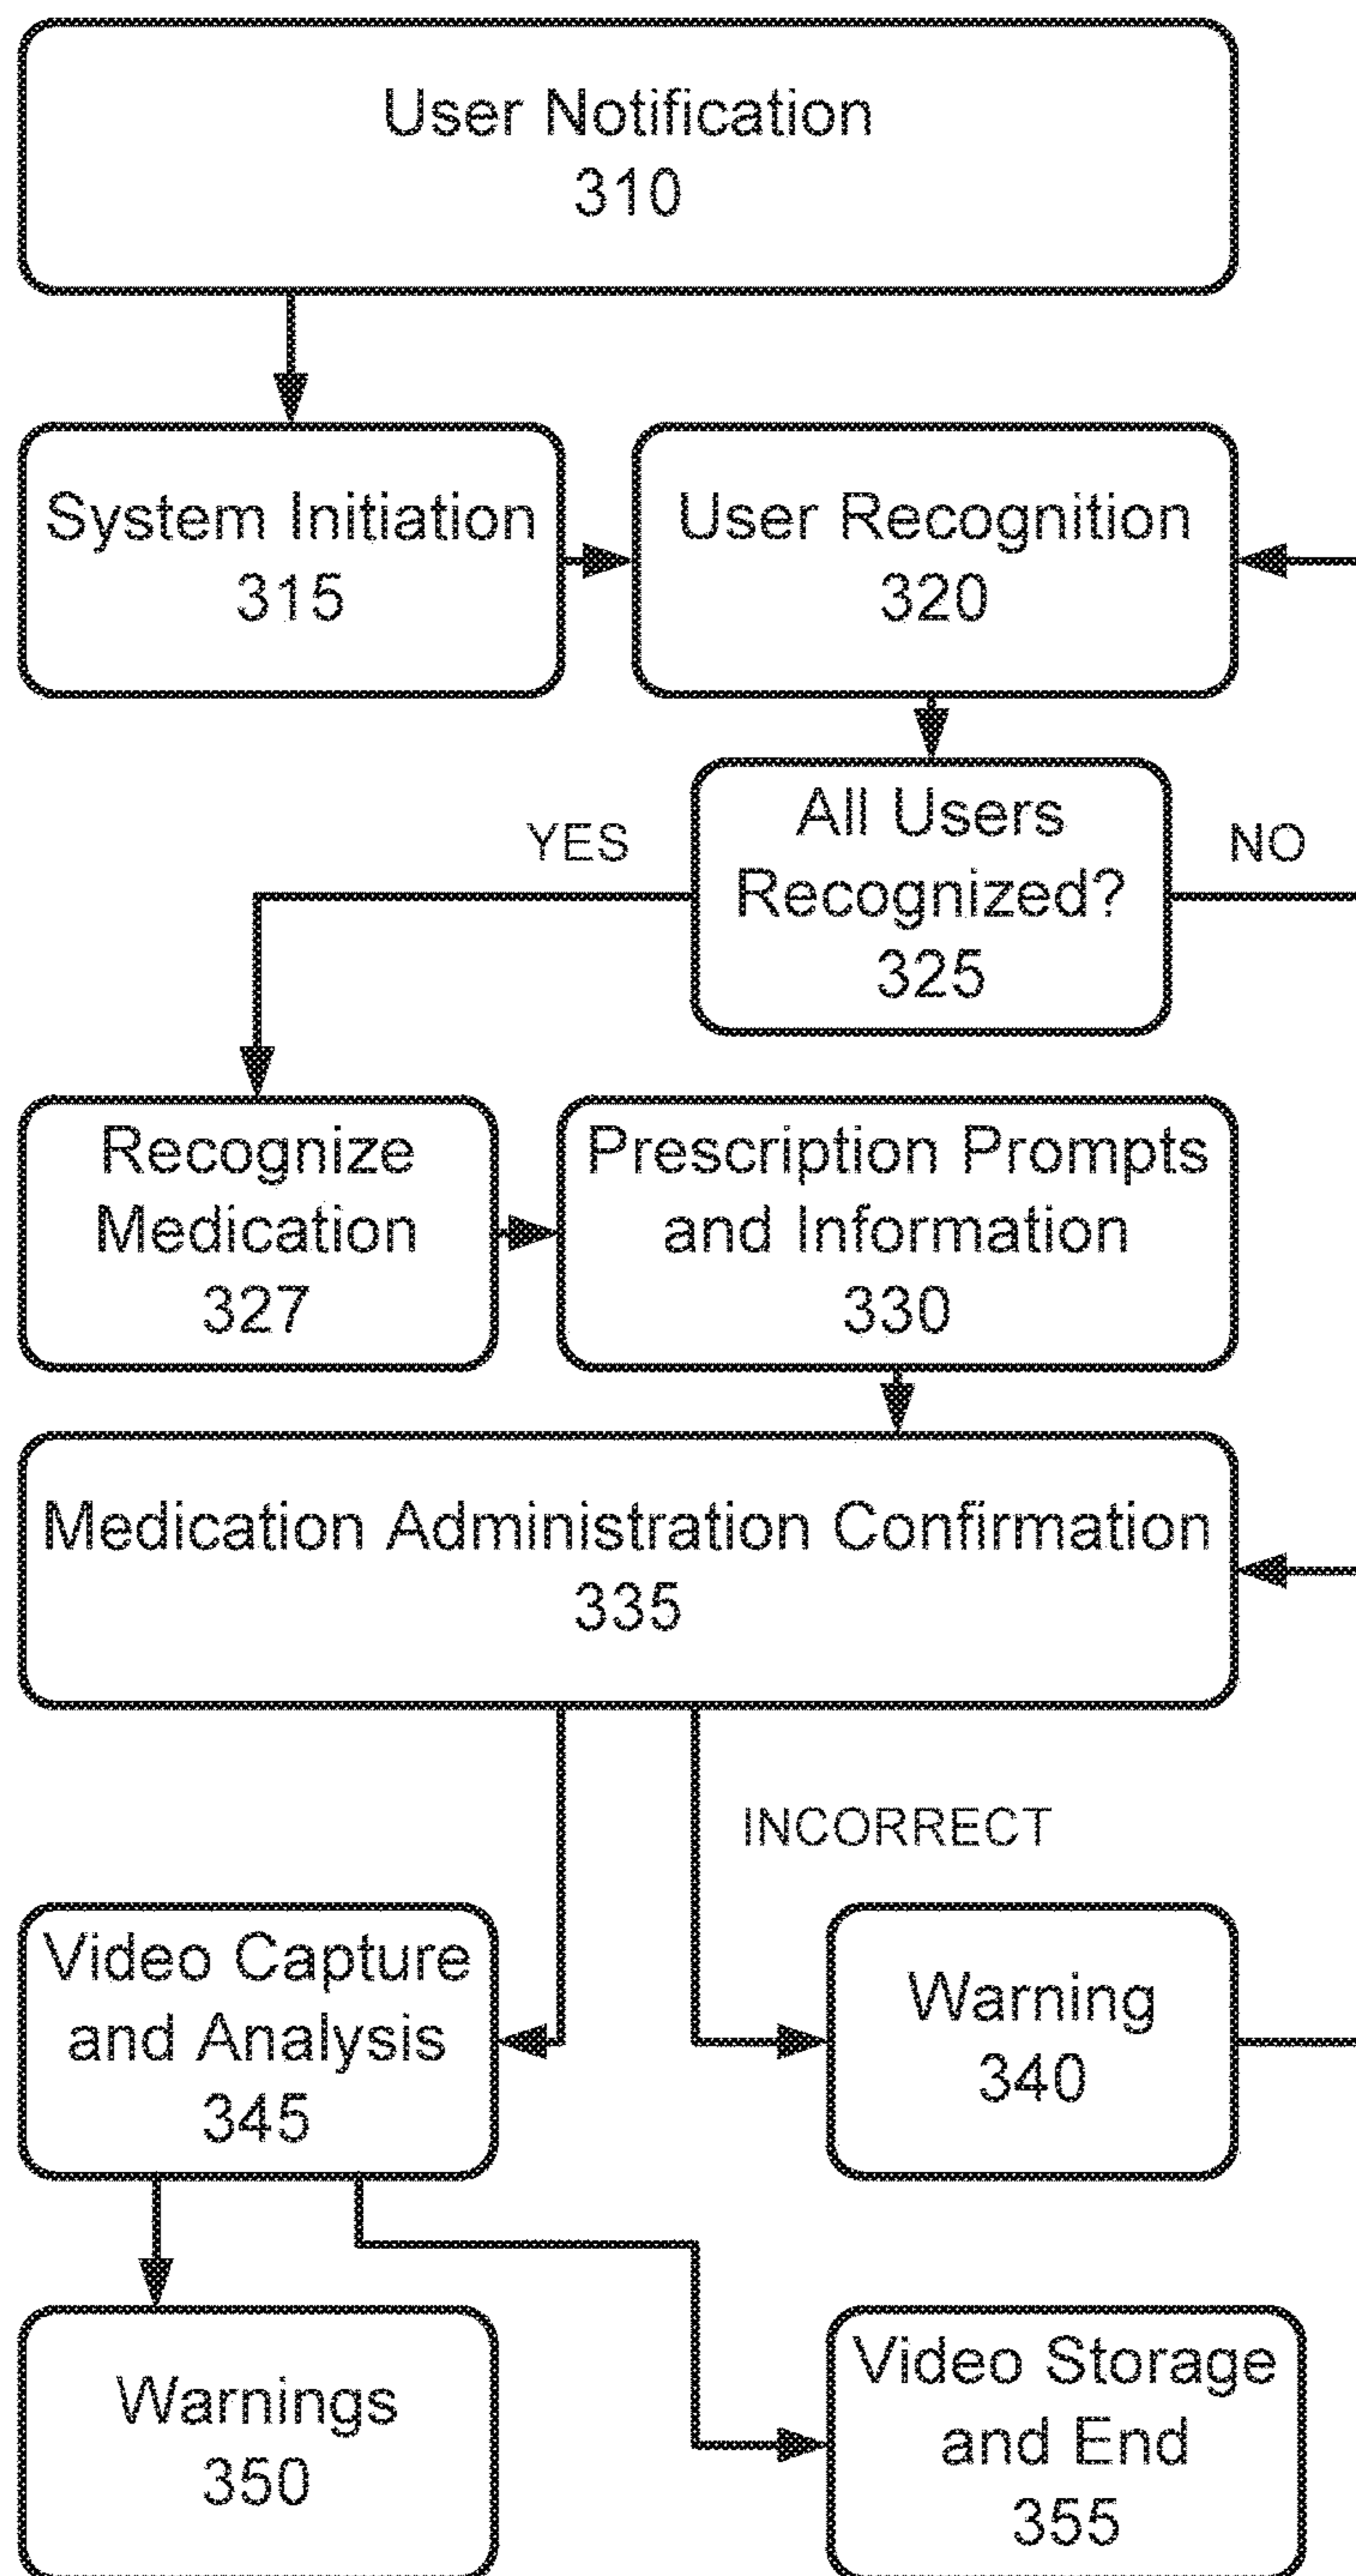 User Notification
310
System Initiation
315
User Recognition
320
YES
All Users
Recognized?
325
NO
Recognize
Medication
327
Prescription Prompts
and Information
330
Medication Administration Confirmation
335
INCORRECT
Video Capture
and Analysis
345
Warning
340
Warnings
350
Video Storage
and End
355